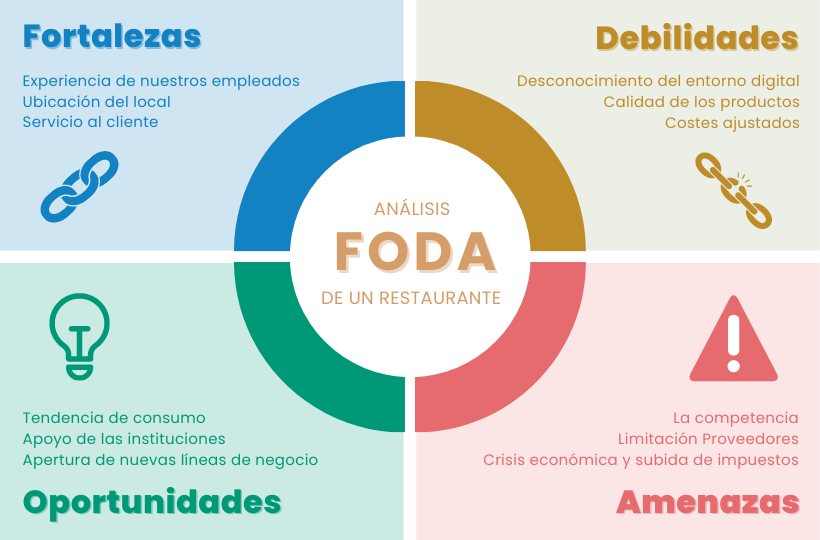 Fortalezas
Experiencia de nuestros empleados
Ubicación del local
Servicio al cliente
Debilidades
Desconocimiento del entorno digital
Calidad de los productos
Costes ajustados
ANÁLISIS
FODA
DE UN RESTAURANTE
Tendencia de consumo
Apoyo de las instituciones
Apertura de nuevas líneas de negocio
Oportunidades
La competencia
Limitación Proveedores
Crisis económica y subida de impuestos
Amenazas